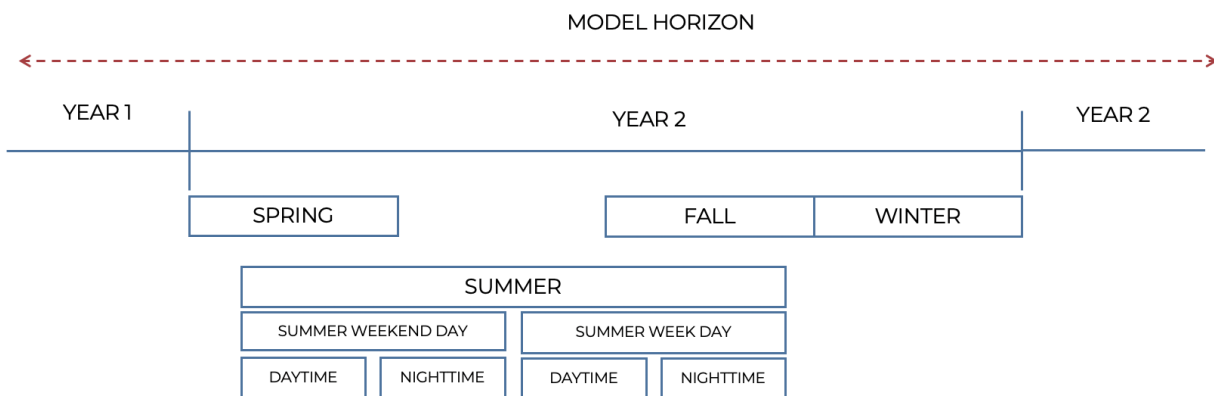 MODEL HORIZON
YEAR 1
YEAR 2
YEAR 2
SPRING
FALL
WINTER
SUMMER
SUMMER WEEKEND DAY
SUMMER WEEK DAY
DAYTIME
NIGHTTIME
DAYTIME
NIGHTTIME